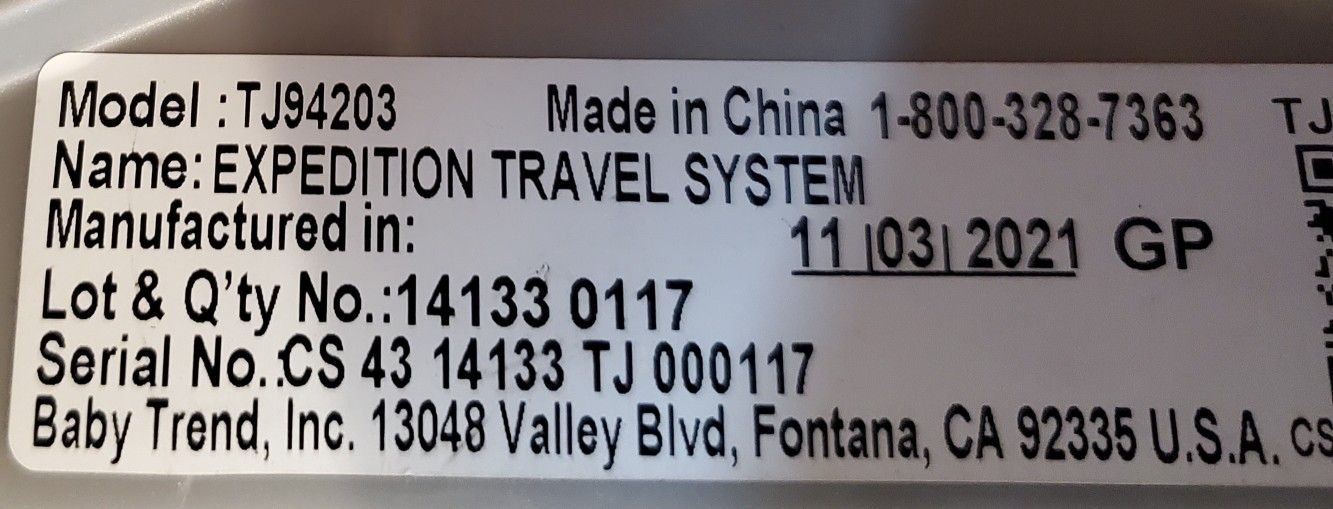 Model : TJ94203 Made in China 1-800-328-7363 TJ
Name: EXPEDITION TRAVEL SYSTEM
Manufactured in: 11 |03| 2021 GP
Lot & Q'ty No.:14133 0117
Serial No.:CS 43 14133 TJ 000117
Baby Trend, Inc. 13048 Valley Blvd, Fontana, CA 92335 U.S.A. CS